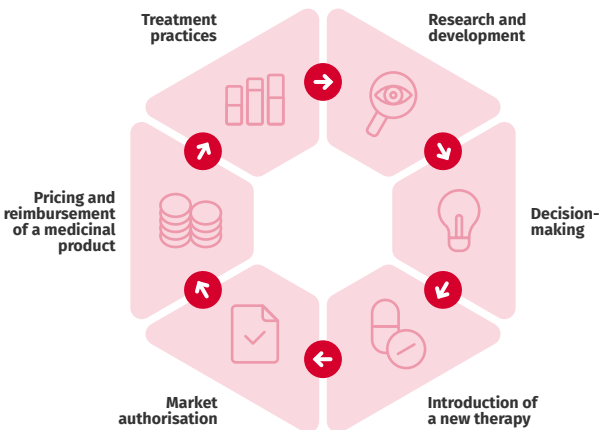 Treatment
practices
Research and
development
Pricing and
reimbursement
of a medicinal
product
Decision-
making
Market
authorisation
Introduction of
a new therapy